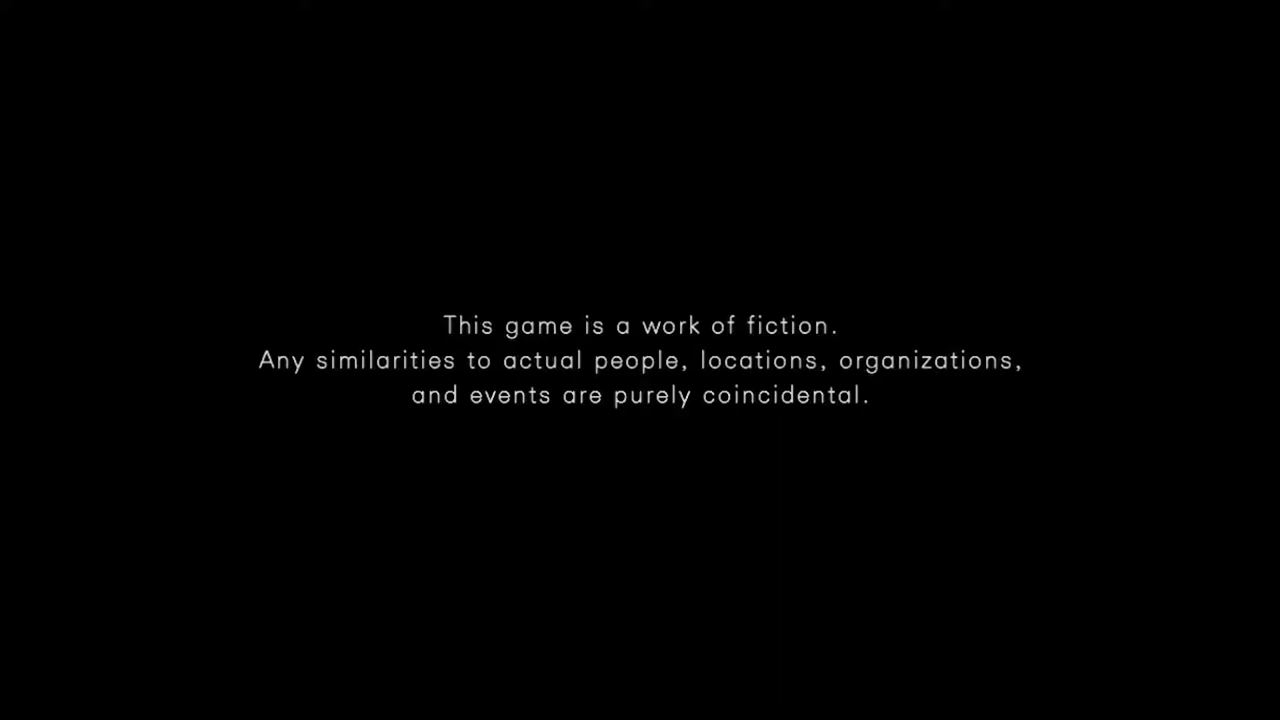 This game is a work of fiction.
Any similarities to actual people, locations, organizations,
and events are purely coincidental.